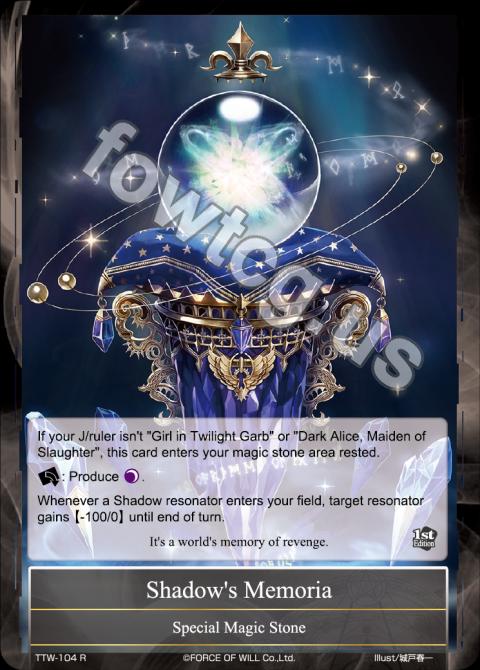 fowtcg.us
If your J/ruler isn't "Girl in Twilight Garb" or "Dark Alice, Maiden of
Slaughter", this card enters your magic stone area rested.
: Produce .
Whenever a Shadow resonator enters your field, target resonator
gains 【-100/0】 until end of turn.
It's a world's memory of revenge.
1st
Edition
Shadow's Memoria
Special Magic Stone
TTW-104 R ©FORCE OF WILL Co.,Ltd. Illust/城戸春一